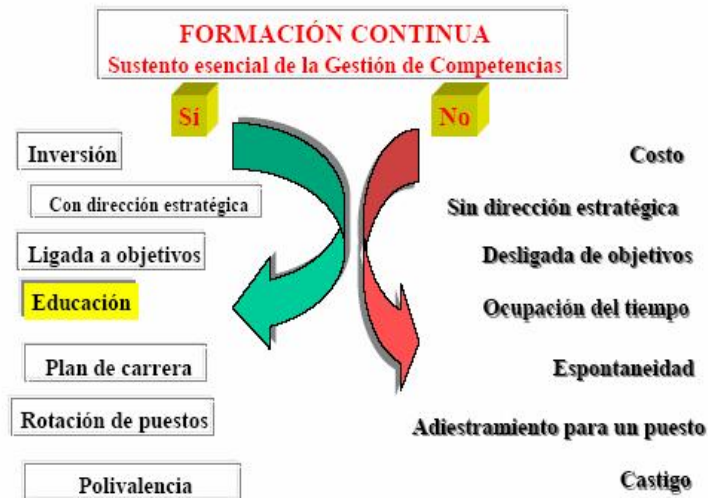 FORMACIÓN CONTINUA
Sustento esencial de la Gestión de Competencias
Sí
No
Inversión
Costo
Con dirección estratégica
Sin dirección estratégica
Ligada a objetivos
Desligada de objetivos
Educación
Ocupación del tiempo
Plan de carrera
Espontaneidad
Rotación de puestos
Adiestramiento para un puesto
Polivalencia
Castigo